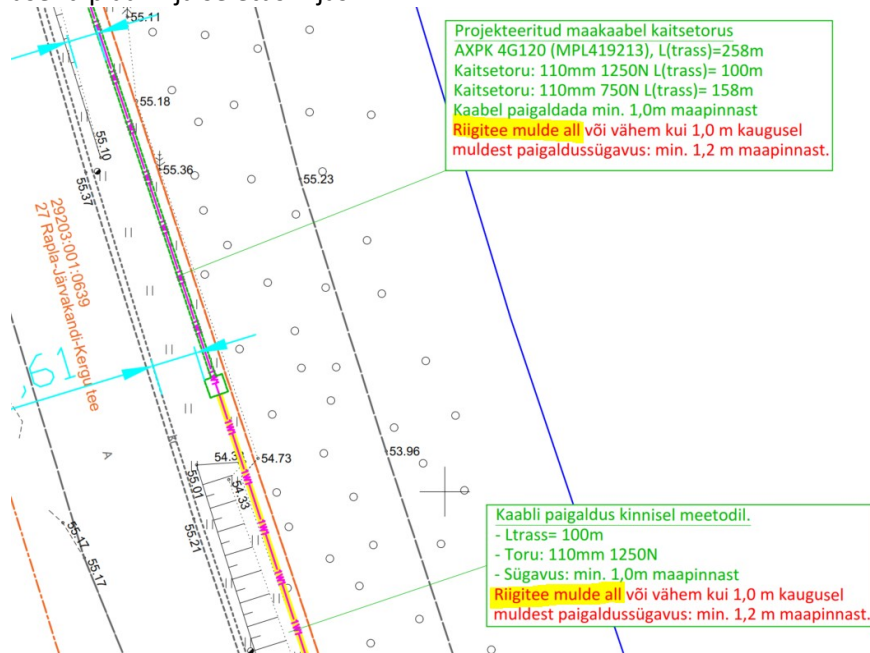 55.11
Projekteeritud maakaabel kaitsetorus
AXPK 4G120 (MPL419213), L(trass)=258m
Kaitsetoru: 110mm 1250N L(trass)= 100m
Kaitsetoru: 110mm 750N L(trass)= 158m
Kaabel paigaldada min. 1,0m maapinnast
Riigitee mulde all või vähem kui 1,0 m kaugusel
muldest paigaldussügavus: min. 1,2 m maapinnast.
55.18
55.10
55.36
55.37
55.23
29203:001:0639
27 Rapla-Järvakandi-Kergu tee
,61
A
54.73
53.96
55.01
54.33
55.21
55.17
55.17
Kaabli paigaldus kinnisel meetodil.
- Ltrass= 100m
- Toru: 110mm 1250N
- Sügavus: min. 1,0m maapinnast
Riigitee mulde all või vähem kui 1,0 m kaugusel
muldest paigaldussügavus: min. 1,2 m maapinnast.